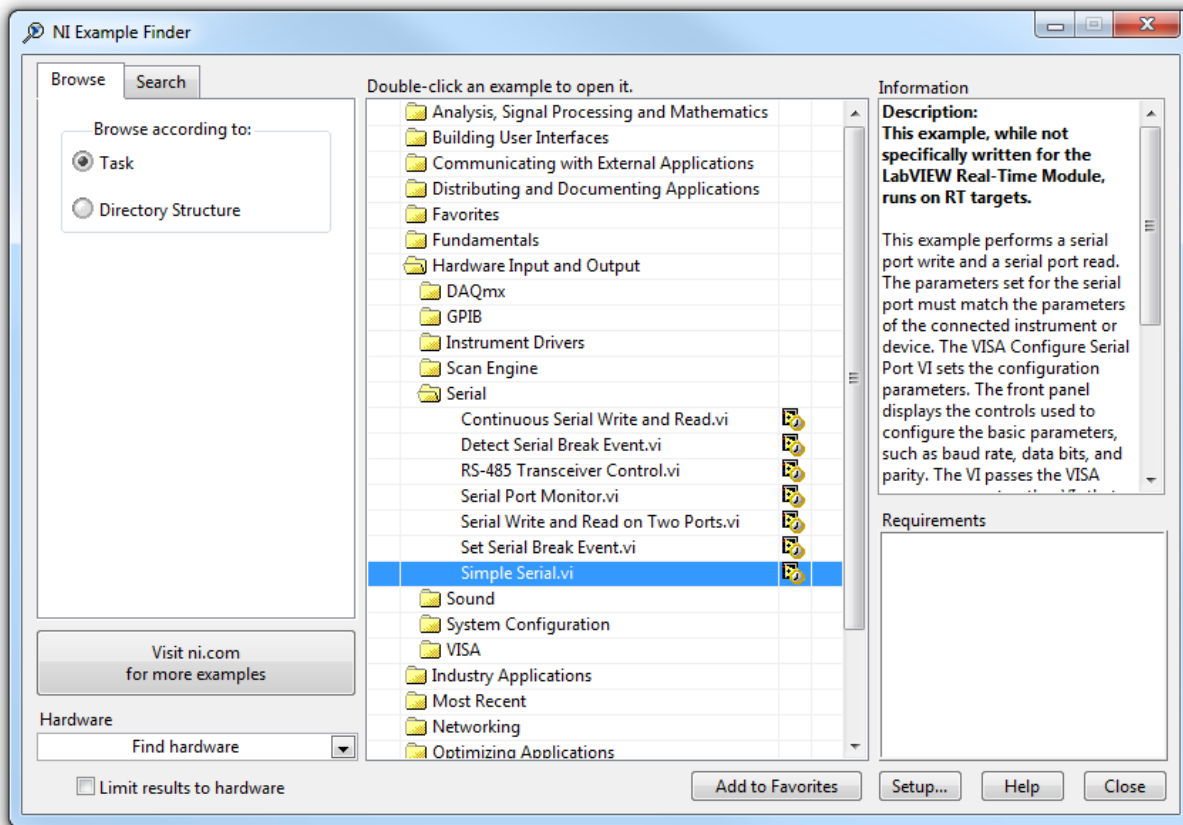 NI Example Finder
Browse
Search
Browse according to:
Task
Directory Structure
Visit ni.com
for more examples
Hardware
Find hardware
Limit results to hardware
Double-click an example to open it.
Analysis, Signal Processing and Mathematics
Building User Interfaces
Communicating with External Applications
Distributing and Documenting Applications
Favorites
Fundamentals
Hardware Input and Output
DAQmx
GPIB
Instrument Drivers
Scan Engine
Serial
Continuous Serial Write and Read.vi
Detect Serial Break Event.vi
RS-485 Transceiver Control.vi
Serial Port Monitor.vi
Serial Write and Read on Two Ports.vi
Set Serial Break Event.vi
Simple Serial.vi
Sound
System Configuration
VISA
Industry Applications
Most Recent
Networking
Optimizing Applications
Information
Description:
This example, while not
specifically written for the
LabVIEW Real-Time Module,
runs on RT targets.
This example performs a serial
port write and a serial port read.
The parameters set for the serial
port must match the parameters
of the connected instrument or
device. The VISA Configure Serial
Port VI sets the configuration
parameters. The front panel
displays the controls used to
configure the basic parameters,
such as baud rate, data bits, and
parity. The VI passes the VISA
Requirements
Add to Favorites
Setup...
Help
Close